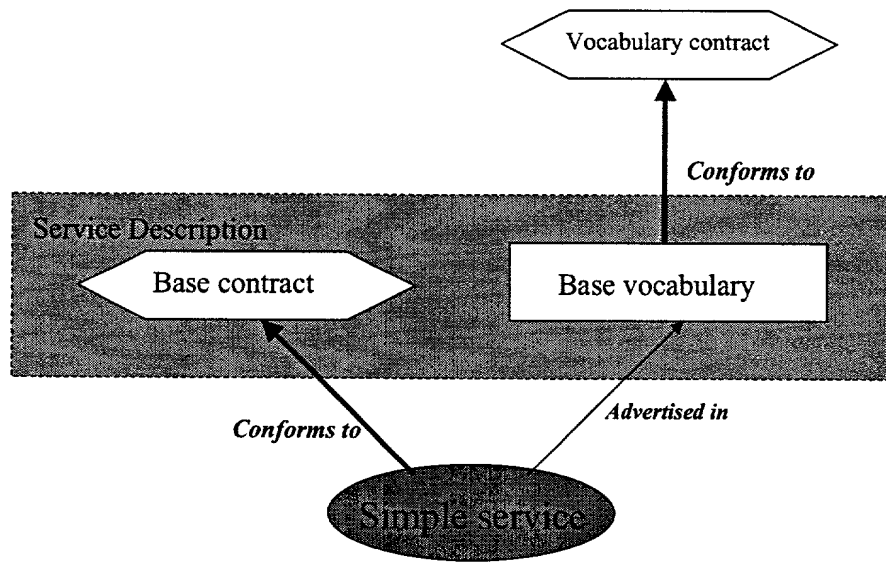 Vocabulary contract
Conforms to
Service Description
Base contract
Base vocabulary
Conforms to
Advertised in
Simple service